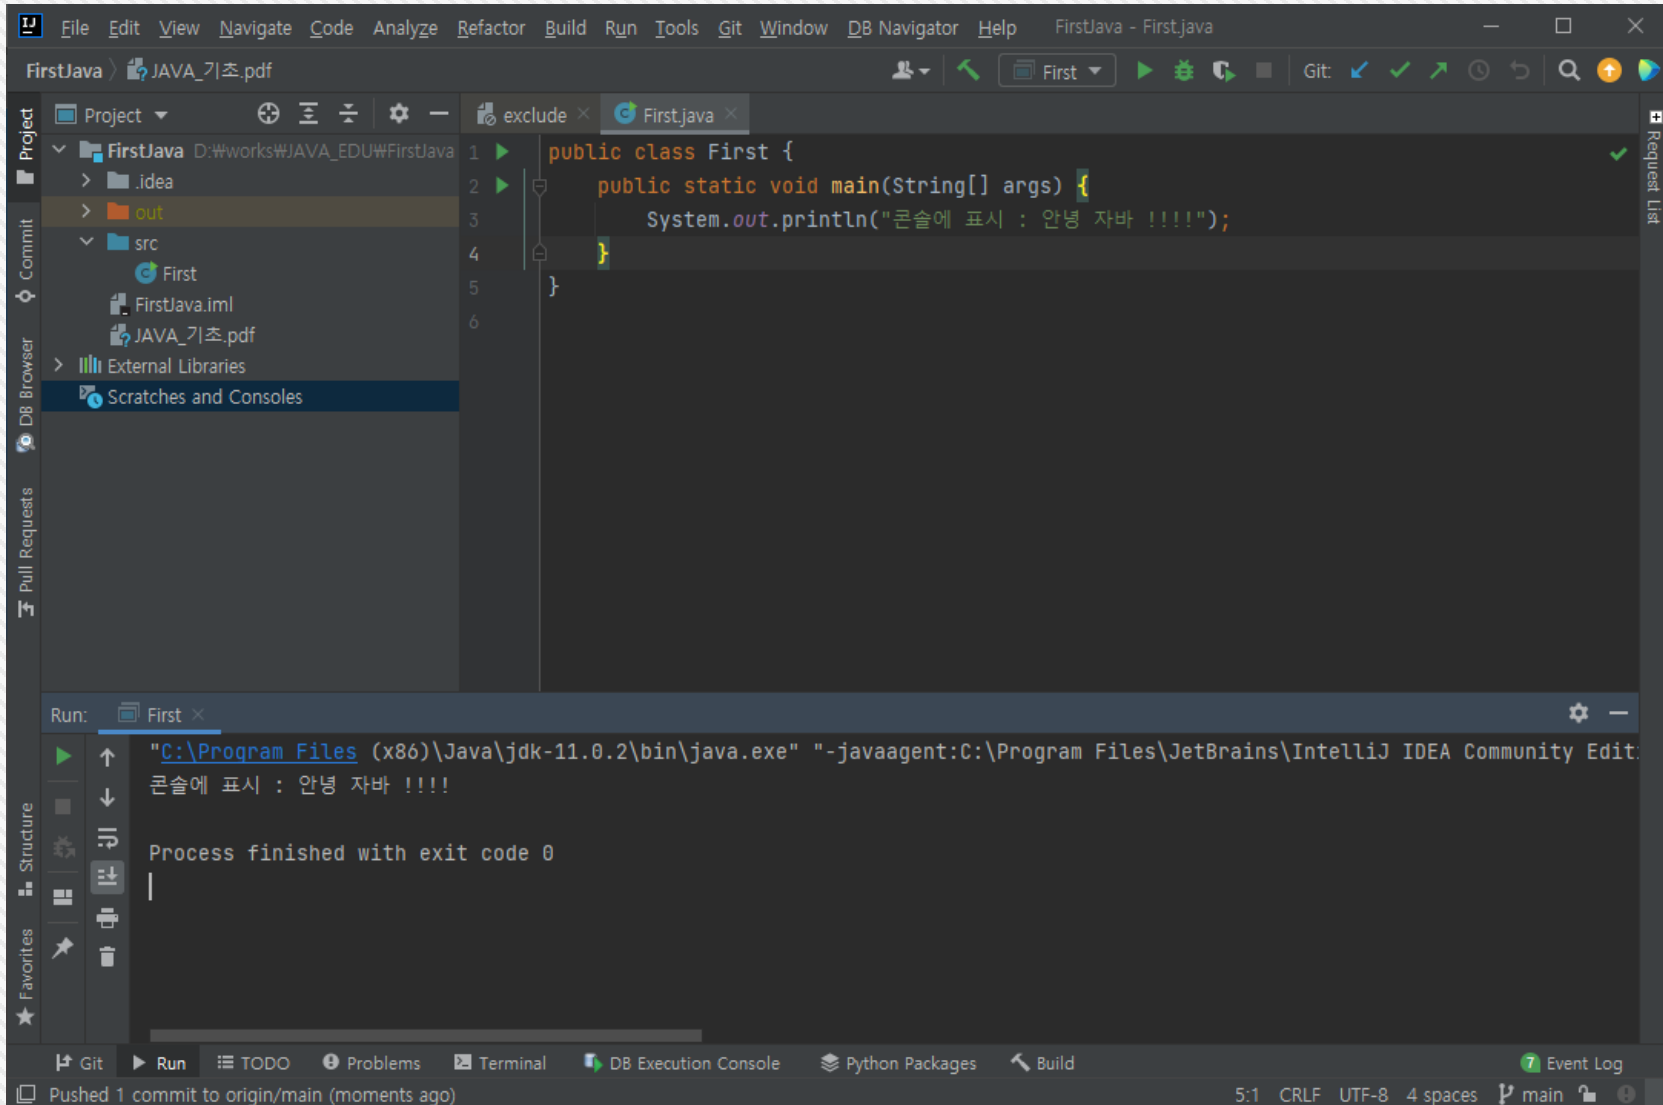 File Edit View Navigate Code Analyze Refactor Build Run Tools Git Window DB Navigator Help FirstJava - First.java
FirstJava JAVA_기초.pdf First Git:
Project exclude First.java
FirstJava D:₩works₩JAVA_EDU₩FirstJava
.idea
out
src
First
FirstJava.iml
JAVA_기초.pdf
External Libraries
Scratches and Consoles
1 public class First {
2 public static void main(String[] args) {
3 System.out.println("콘솔에 표시 : 안녕 자바 !!!!");
4 }
5 }
6
Project
Commit
DB Browser
Pull Requests
Structure
Favorites
Request List
Run: First
"C:\Program Files (x86)\Java\jdk-11.0.2\bin\java.exe" "-javaagent:C:\Program Files\JetBrains\IntelliJ IDEA Community Edit
콘솔에 표시 : 안녕 자바 !!!!
Process finished with exit code 0
Git Run TODO Problems Terminal DB Execution Console Python Packages Build 7 Event Log
Pushed 1 commit to origin/main (moments ago) 5:1 CRLF UTF-8 4 spaces main